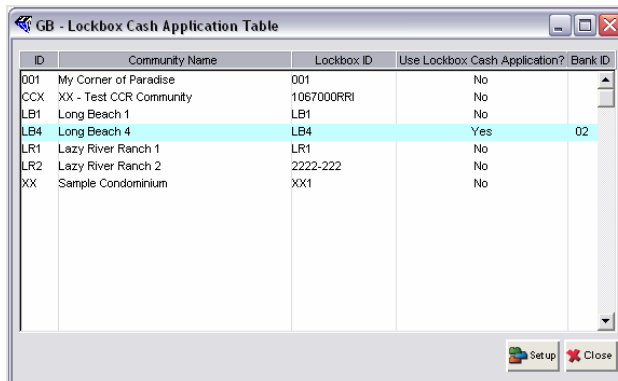 GB - Lockbox Cash Application Table
ID Community Name Lockbox ID Use Lockbox Cash Application? Bank ID
001 My Corner of Paradise 001 No
CCX XX - Test CCR Community 1067000RRI No
LB1 Long Beach 1 LB1 No
LB4 Long Beach 4 LB4 Yes 02
LR1 Lazy River Ranch 1 LR1 No
LR2 Lazy River Ranch 2 2222-222 No
XX Sample Condominium XX1 No
Setup Close